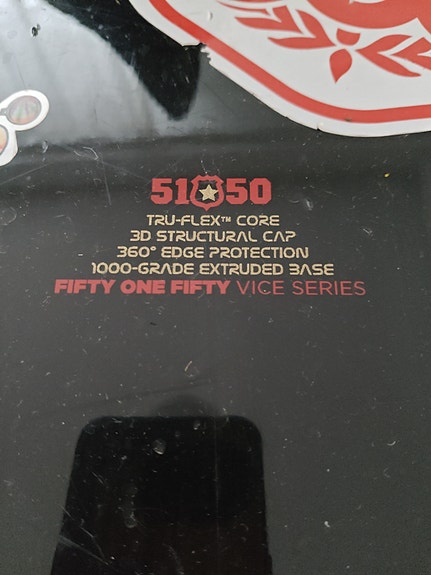 51 50
TRU-FLEX™ CORE
3D STRUCTURAL CAP
360° EDGE PROTECTION
1000-GRADE EXTRUDED BASE
FIFTY ONE FIFTY VICE SERIES